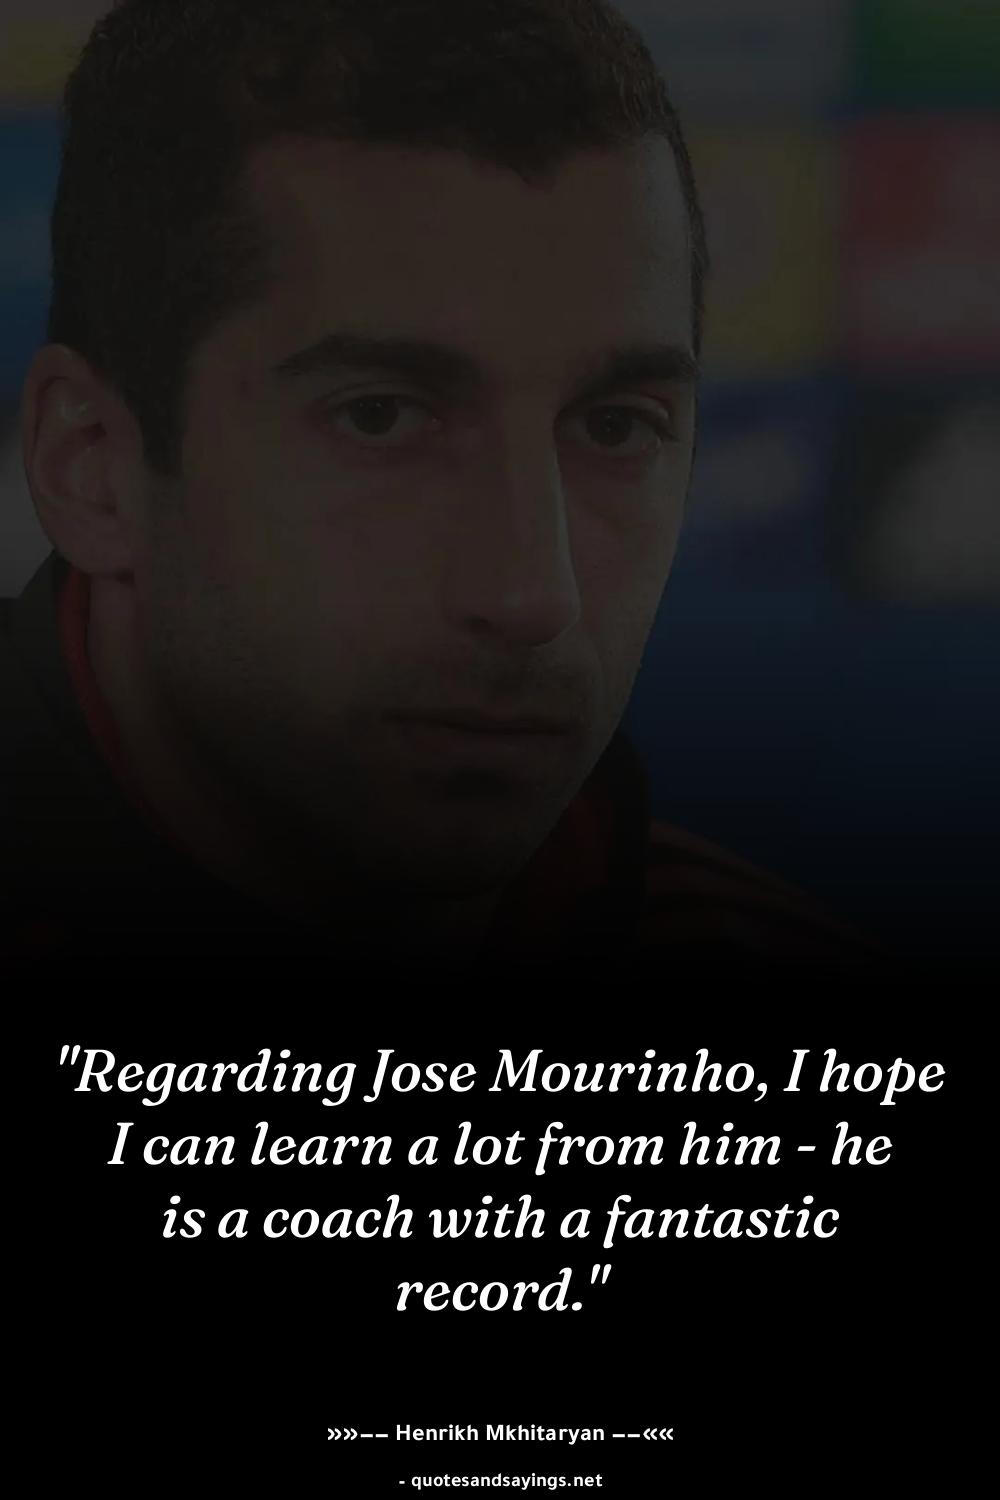 "Regarding Jose Mourinho, I hope
I can learn a lot from him - he
is a coach with a fantastic
record."
»»−− Henrikh Mkhitaryan −−««
- quotesandsayings.net